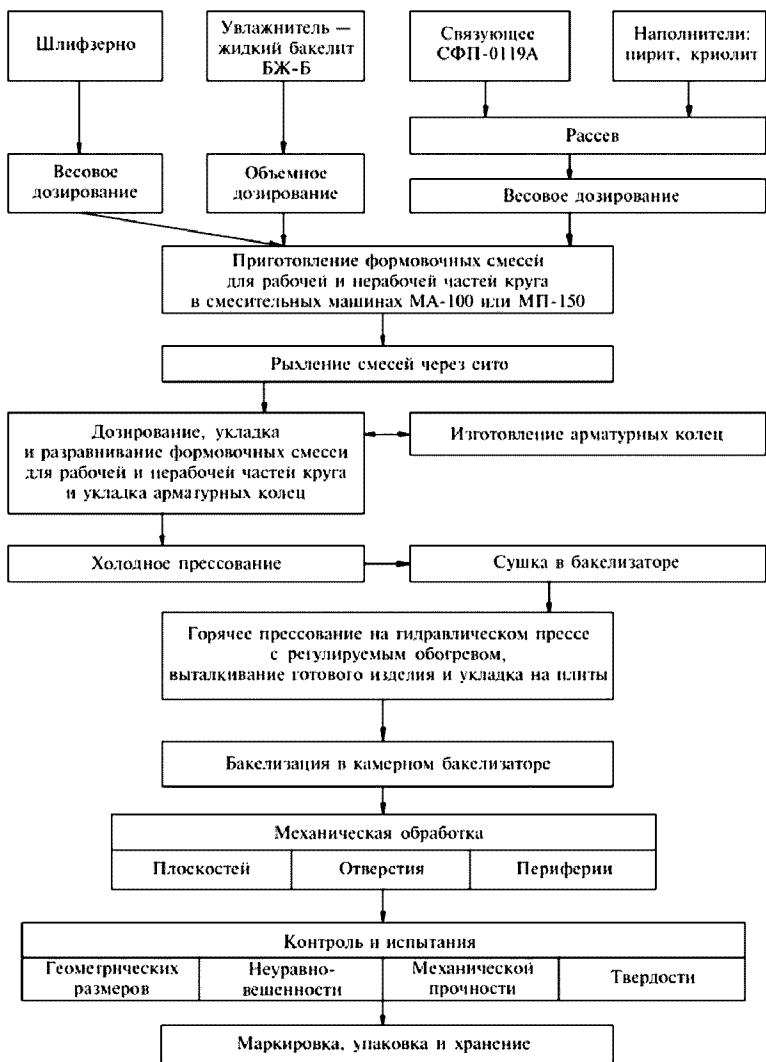 Шлифзерно
Увлажнитель —
жидкий бакелит
БЖ-Б
Связующее
СФП-0119А
Наполнители:
пирит, криолит
Рассев
Весовое
дозирование
Объемное
дозирование
Весовое дозирование
Приготовление формовочных смесей
для рабочей и нерабочей частей круга
в смесительных машинах МА-100 или МП-150
Рыхление смесей через сито
Дозирование, укладка
и разравнивание формовочных смесей
для рабочей и нерабочей частей круга
и укладка арматурных колец
Изготовление арматурных колец
Холодное прессование
Сушка в бакелизаторе
Горячее прессование на гидравлическом прессе
с регулируемым обогревом,
выталкивание готового изделия и укладка на плиты
Бакелизация в камерном бакелизаторе
Механическая обработка
Плоскостей
Отверстия
Периферии
Контроль и испытания
Геометрических
размеров
Неуравно-
вешенности
Механической
прочности
Твердости
Маркировка, упаковка и хранение